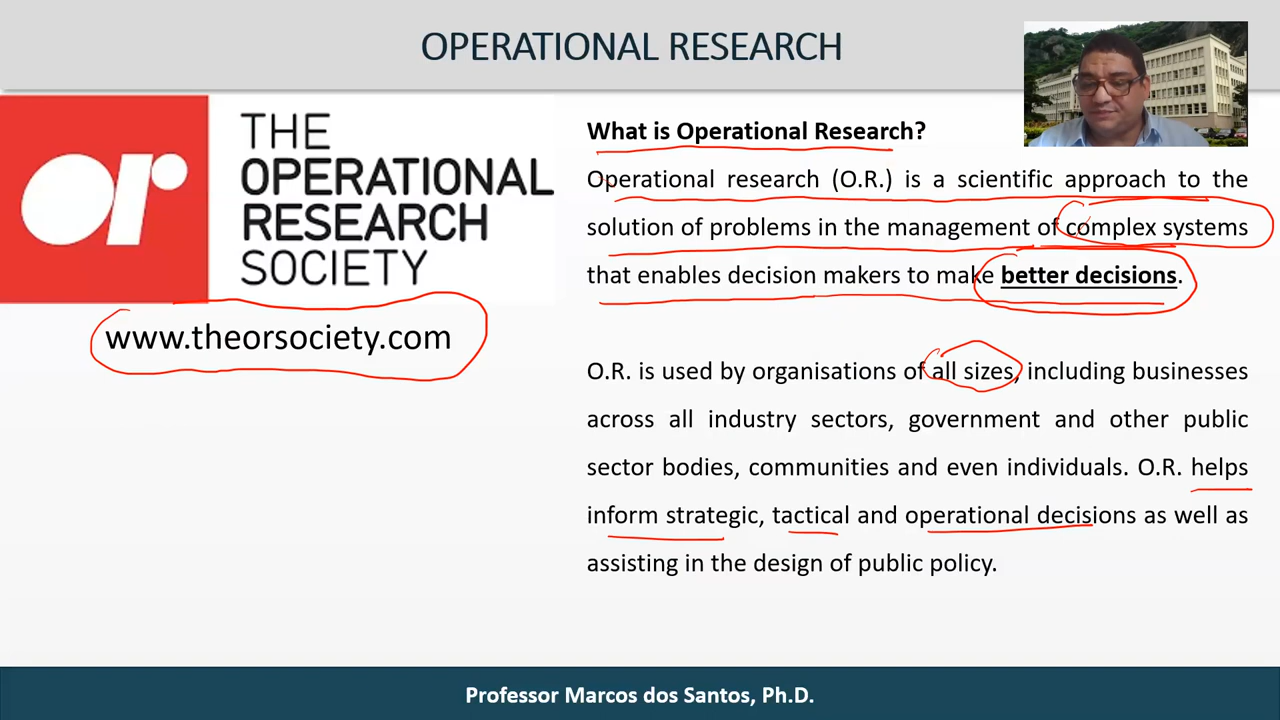 OPERATIONAL RESEARCH
or
THE
OPERATIONAL
RESEARCH
SOCIETY
www.theorsociety.com
What is Operational Research?
Operational research (O.R.) is a scientific approach to the
solution of problems in the management of complex systems
that enables decision makers to make better decisions.
O.R. is used by organisations of all sizes, including businesses
across all industry sectors, government and other public
sector bodies, communities and even individuals. O.R. helps
inform strategic, tactical and operational decisions as well as
assisting in the design of public policy.
Professor Marcos dos Santos, Ph.D.